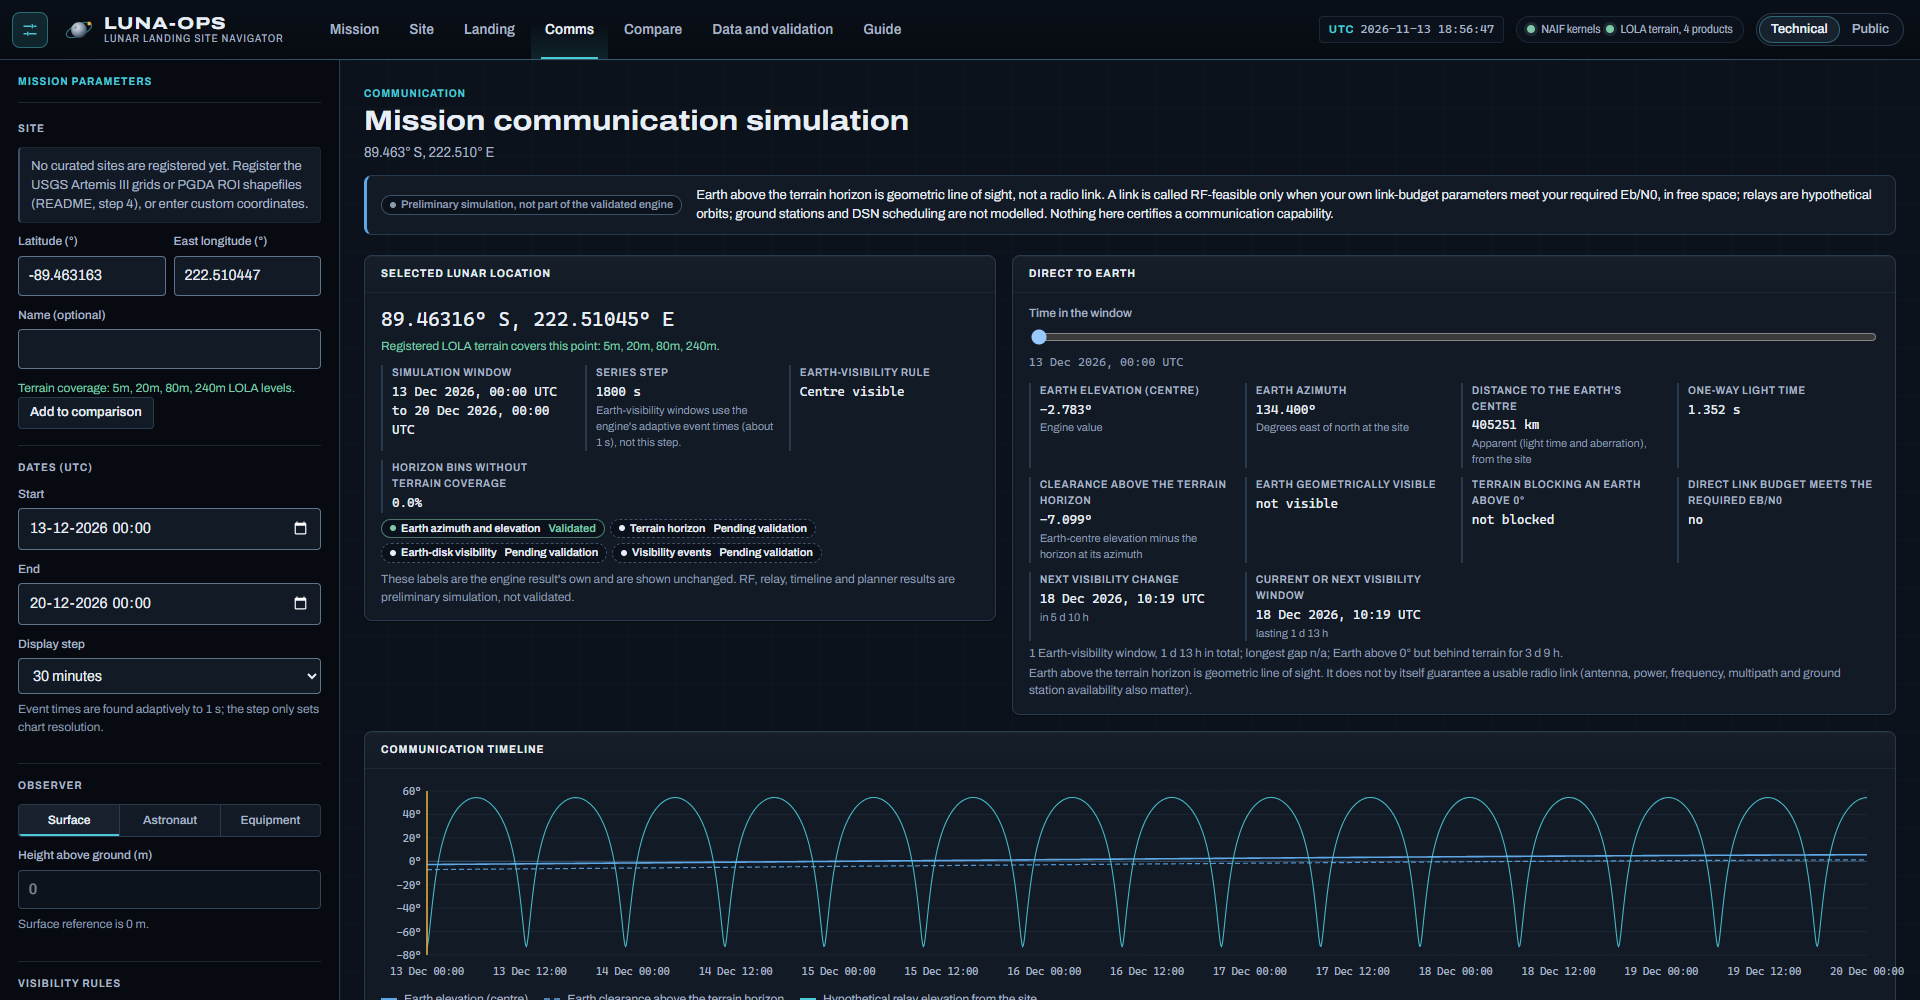 LUNA-OPS
LUNAR LANDING SITE NAVIGATOR
Mission
Site
Landing
Comms
Compare
Data and validation
Guide
UTC 2026-11-13 18:56:47
NAIF kernels
LOLA terrain, 4 products
Technical
Public
MISSION PARAMETERS
SITE
No curated sites are registered yet. Register the
USGS Artemis III grids or PGDA ROI shapefiles
(README, step 4), or enter custom coordinates.
Latitude (°)
East longitude (°)
-89.463163
222.510447
Name (optional)
Terrain coverage: 5m, 20m, 80m, 240m LOLA levels.
Add to comparison
DATES (UTC)
Start
13-12-2026 00:00
End
20-12-2026 00:00
Display step
30 minutes
Event times are found adaptively to 1 s; the step only sets
chart resolution.
OBSERVER
Surface
Astronaut
Equipment
Height above ground (m)
0
Surface reference is 0 m.
VISIBILITY RULES
COMMUNICATION
Mission communication simulation
89.463° S, 222.510° E
Preliminary simulation, not part of the validated engine
Earth above the terrain horizon is geometric line of sight, not a radio link. A link is called RF-feasible only when your own link-budget parameters meet your required Eb/N0, in free space; relays are hypothetical
orbits; ground stations and DSN scheduling are not modelled. Nothing here certifies a communication capability.
SELECTED LUNAR LOCATION
89.46316° S, 222.51045° E
Registered LOLA terrain covers this point: 5m, 20m, 80m, 240m.
SIMULATION WINDOW
13 Dec 2026, 00:00 UTC
to 20 Dec 2026, 00:00
UTC
SERIES STEP
1800 s
Earth-visibility windows use the
engine's adaptive event times (about
1 s), not this step.
EARTH-VISIBILITY RULE
Centre visible
HORIZON BINS WITHOUT
TERRAIN COVERAGE
0.0%
Earth azimuth and elevation Validated
Terrain horizon Pending validation
Earth-disk visibility Pending validation
Visibility events Pending validation
These labels are the engine result's own and are shown unchanged. RF, relay, timeline and planner results are
preliminary simulation, not validated.
DIRECT TO EARTH
Time in the window
13 Dec 2026, 00:00 UTC
EARTH ELEVATION (CENTRE)
−2.783°
Engine value
EARTH AZIMUTH
134.400°
Degrees east of north at the site
DISTANCE TO THE EARTH'S
CENTRE
405251 km
Apparent (light time and aberration),
from the site
ONE-WAY LIGHT TIME
1.352 s
CLEARANCE ABOVE THE TERRAIN
HORIZON
−7.099°
Earth-centre elevation minus the
horizon at its azimuth
EARTH GEOMETRICALLY VISIBLE
not visible
TERRAIN BLOCKING AN EARTH
ABOVE 0°
not blocked
DIRECT LINK BUDGET MEETS THE
REQUIRED EB/N0
no
NEXT VISIBILITY CHANGE
18 Dec 2026, 10:19 UTC
in 5 d 10 h
CURRENT OR NEXT VISIBILITY
WINDOW
18 Dec 2026, 10:19 UTC
lasting 1 d 13 h
1 Earth-visibility window, 1 d 13 h in total; longest gap n/a; Earth above 0° but behind terrain for 3 d 9 h.
Earth above the terrain horizon is geometric line of sight. It does not by itself guarantee a usable radio link (antenna, power, frequency, multipath and ground
station availability also matter).
COMMUNICATION TIMELINE
60°
40°
20°
0°
−20°
−40°
−60°
−80°
13 Dec 00:00
13 Dec 12:00
14 Dec 00:00
14 Dec 12:00
15 Dec 00:00
15 Dec 12:00
16 Dec 00:00
16 Dec 12:00
17 Dec 00:00
17 Dec 12:00
18 Dec 00:00
18 Dec 12:00
19 Dec 00:00
19 Dec 12:00
20 Dec 00:00
Earth elevation (centre)
Earth clearance above the terrain horizon
Hypothetical relay elevation from the site